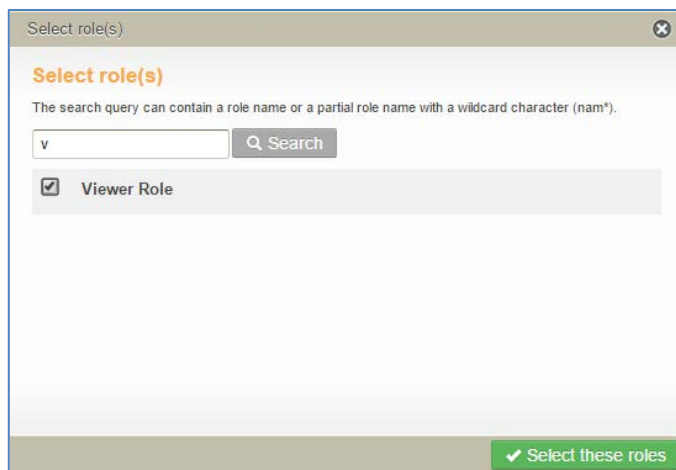 Select role(s)
Select role(s)
The search query can contain a role name or a partial role name with a wildcard character (nam*).
v Search
Viewer Role
Select these roles